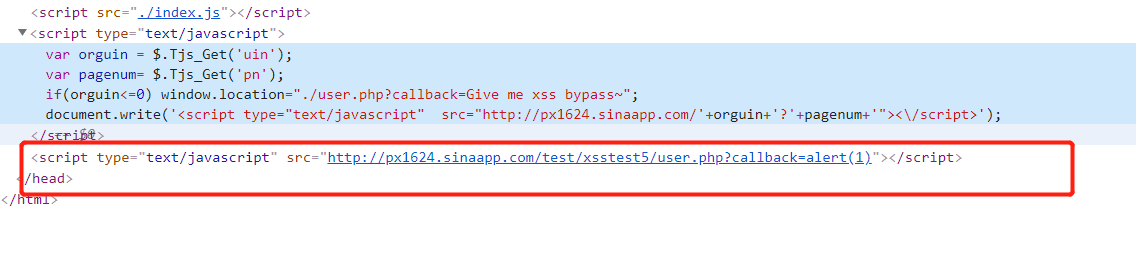 <script src="./index.js"></script>
▼<script type="text/javascript">
var orguin = $.Tjs_Get('uin');
var pagenum= $.Tjs_Get('pn');
if(orguin<=0) window.location="./user.php?callback=Give me xss bypass~";
document.write('<script type="text/javascript"  src="http://px1624.sinaapp.com/'+orguin+'?'+pagenum+'"><\/script>');
</script>
<script type="text/javascript" src="http://px1624.sinaapp.com/test/xsstest5/user.php?callback=alert(1)"></script>
</head>
</html>